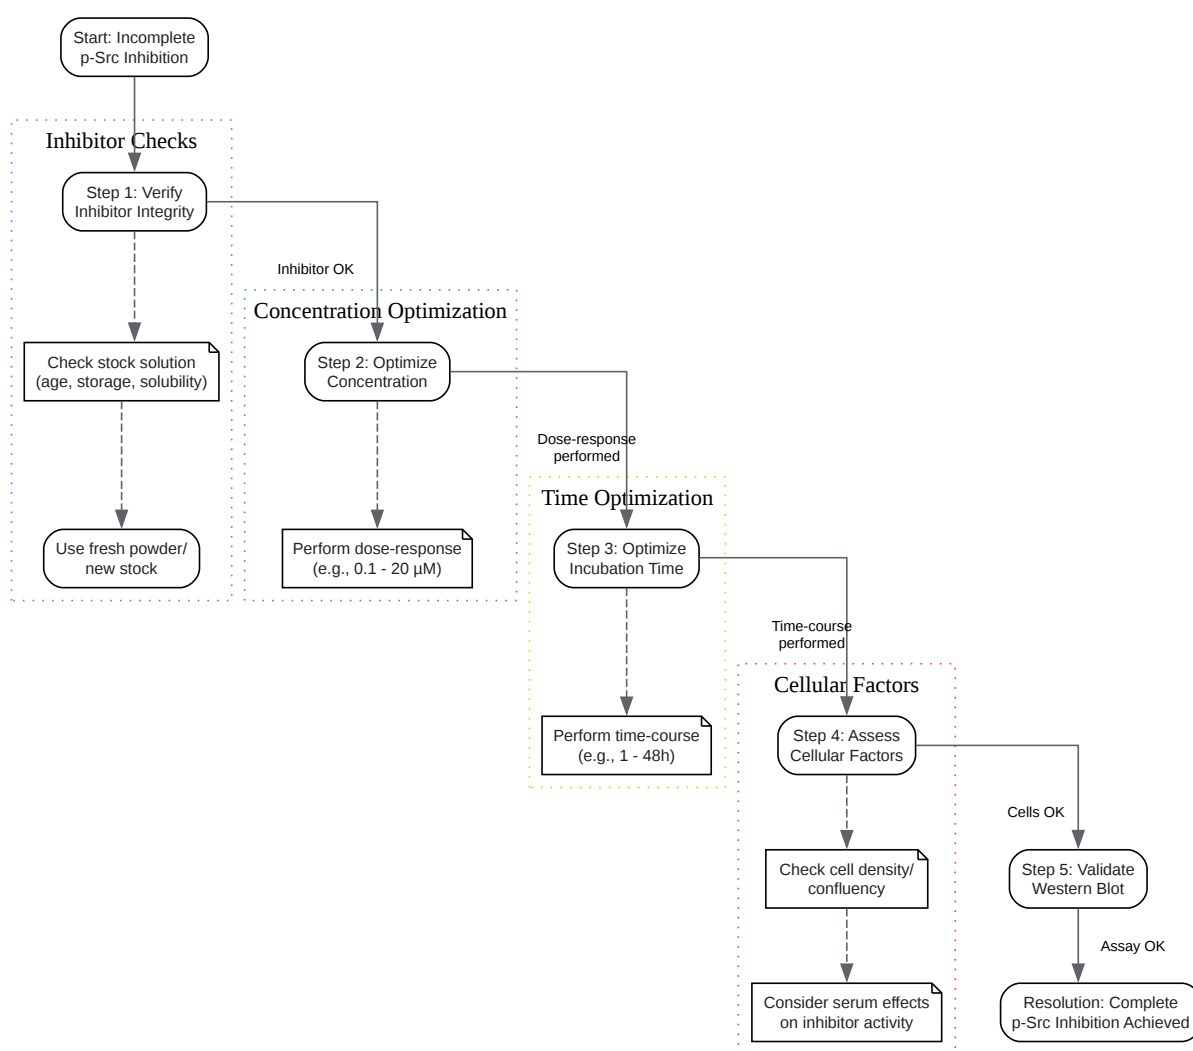 Start: Incomplete
p-Src Inhibition
Inhibitor Checks
Step 1: Verify
Inhibitor Integrity
Inhibitor OK
Concentration Optimization
Check stock solution
(age, storage, solubility)
Step 2: Optimize
Concentration
Dose-response
performed
Time Optimization
Use fresh powder/
new stock
Perform dose-response
(e.g., 0.1 - 20 µM)
Step 3: Optimize
Incubation Time
Time-course
performed
Cellular Factors
Perform time-course
(e.g., 1 - 48h)
Step 4: Assess
Cellular Factors
Cells OK
Check cell density/
confluency
Step 5: Validate
Western Blot
Assay OK
Consider serum effects
on inhibitor activity
Resolution: Complete
p-Src Inhibition Achieved